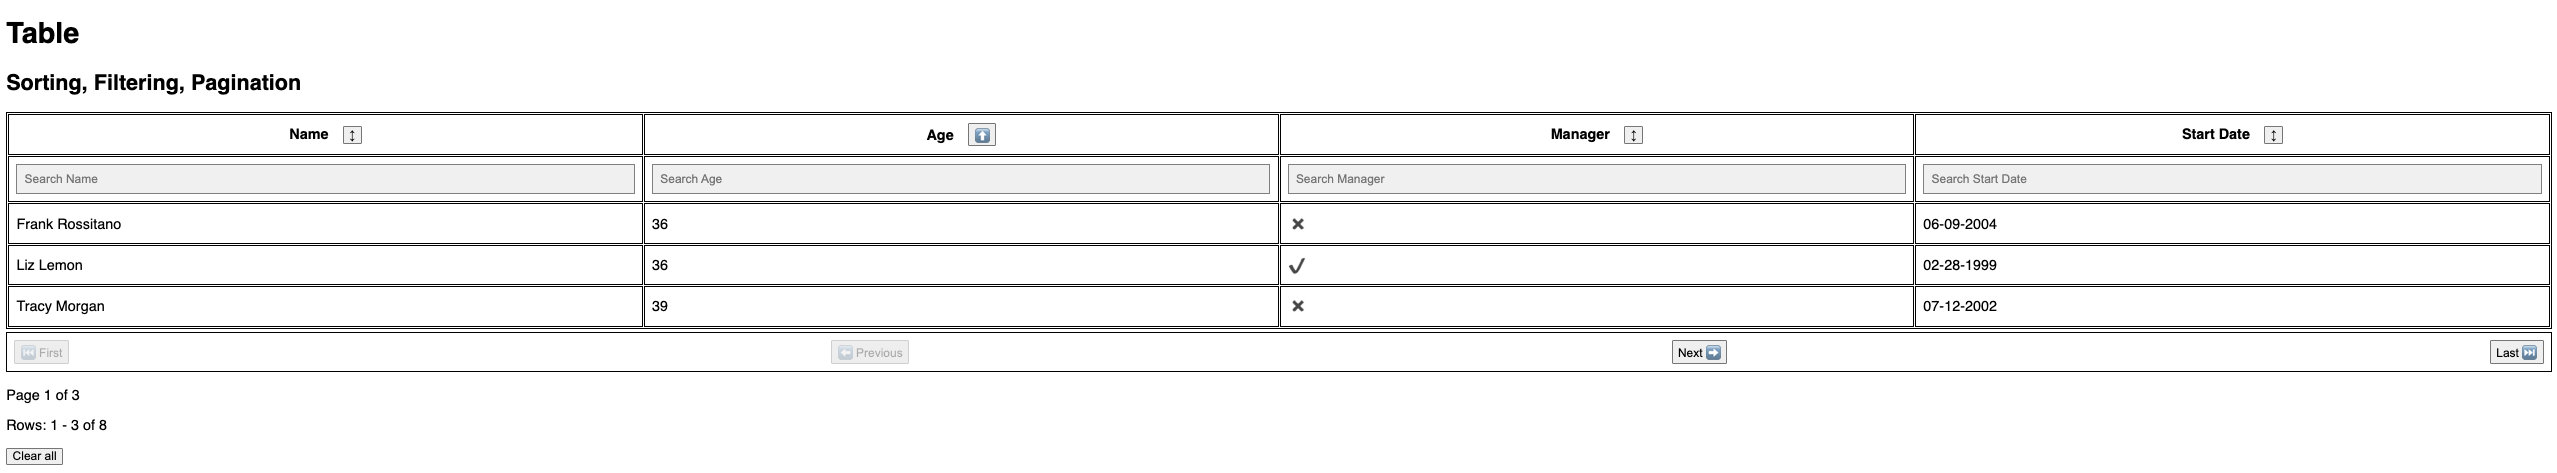 Table
Sorting, Filtering, Pagination
Name ↕ Age ⬆️ Manager ↕ Start Date ↕
Search Name Search Age Search Manager Search Start Date
Frank Rossitano 36 ✖️ 06-09-2004
Liz Lemon 36 ✔️ 02-28-1999
Tracy Morgan 39 ✖️ 07-12-2002
⏮️ First ⬅️ Previous Next ➡️ Last ⏭️
Page 1 of 3
Rows: 1 - 3 of 8
Clear all